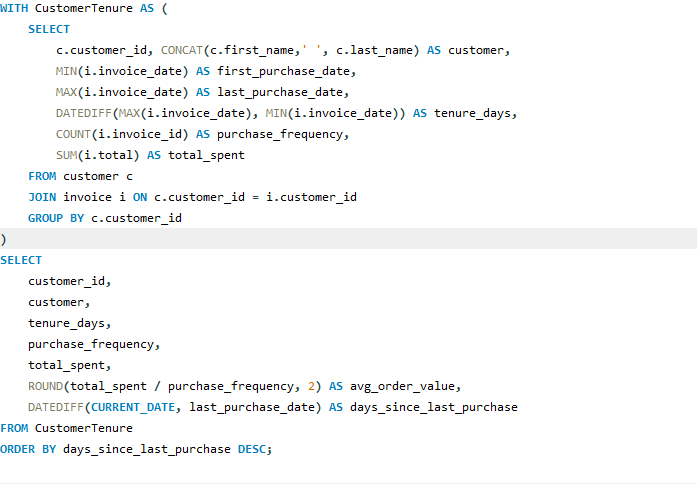 WITH CustomerTenure AS (
    SELECT
        c.customer_id, CONCAT(c.first_name,' ', c.last_name) AS customer,
        MIN(i.invoice_date) AS first_purchase_date,
        MAX(i.invoice_date) AS last_purchase_date,
        DATEDIFF(MAX(i.invoice_date), MIN(i.invoice_date)) AS tenure_days,
        COUNT(i.invoice_id) AS purchase_frequency,
        SUM(i.total) AS total_spent
    FROM customer c
    JOIN invoice i ON c.customer_id = i.customer_id
    GROUP BY c.customer_id
)
SELECT
    customer_id,
    customer,
    tenure_days,
    purchase_frequency,
    total_spent,
    ROUND(total_spent / purchase_frequency, 2) AS avg_order_value,
    DATEDIFF(CURRENT_DATE, last_purchase_date) AS days_since_last_purchase
FROM CustomerTenure
ORDER BY days_since_last_purchase DESC;